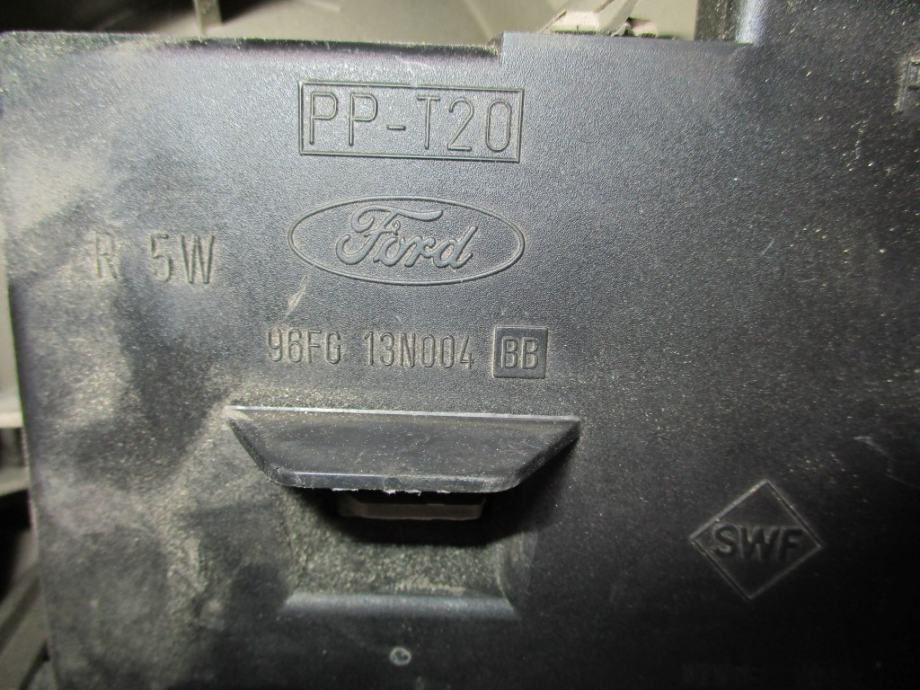 PP-T20
Ford
R 5W
96FG 13N004 BB
SWF